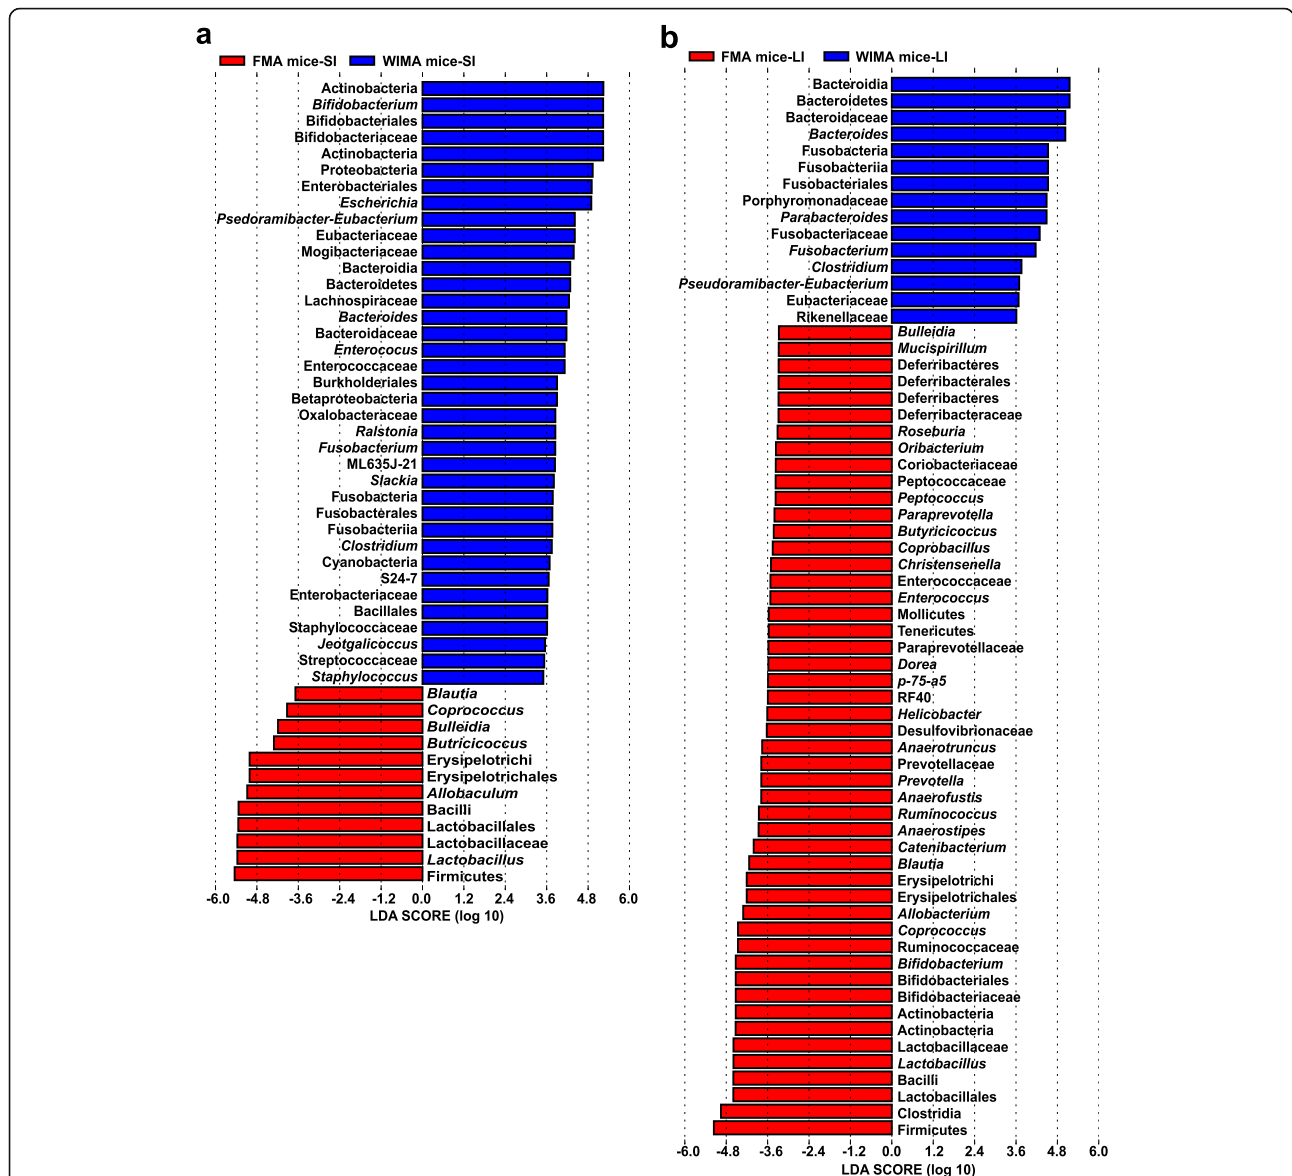 a
FMA mice-SI WIMA mice-SI
Actinobacteria
Bifidobacterium
Bifidobacteriales
Bifidobacteriaceae
Actinobacteria
Proteobacteria
Enterobacteriales
Escherichia
Psedoramibacter-Eubacterium
Eubacteriaceae
Mogibacteriaceae
Bacteroidia
Bacteroidetes
Lachnospiraceae
Bacteroides
Bacteroidaceae
Enterococus
Enterococcaceae
Burkholderiales
Betaproteobacteria
Oxalobacteraceae
Ralstonia
Fusobacterium
ML635J-21
Slackia
Fusobacteria
Fusobacterales
Fusobacteriia
Clostridium
Cyanobacteria
S24-7
Enterobacteriaceae
Bacillales
Staphylococcaceae
Jeotgalicoccus
Streptococcaceae
Staphylococcus
Blautia
Coprococcus
Bulleidia
Butricicoccus
Erysipelotrichi
Erysipelotrichales
Allobaculum
Bacilli
Lactobacillales
Lactobacillaceae
Lactobacillus
Firmicutes
-6.0 -4.8 -3.6 -2.4 -1.2 0.0 1.2 2.4 3.6 4.8 6.0
LDA SCORE (log 10)
b
FMA mice-LI WIMA mice-LI
Bacteroidia
Bacteroidetes
Bacteroidaceae
Bacteroides
Fusobacteria
Fusobacteriia
Fusobacteriales
Porphyromonadaceae
Parabacteroides
Fusobacteriaceae
Fusobacterium
Clostridium
Pseudoramibacter-Eubacterium
Eubacteriaceae
Rikenellaceae
Bulleidia
Mucispirillum
Deferribacteres
Deferribacterales
Deferribacteres
Deferribacteraceae
Roseburia
Oribacterium
Coriobacteriaceae
Peptococcaceae
Peptococcus
Paraprevotella
Butyricicoccus
Coprobacillus
Christensenella
Enterococcaceae
Enterococcus
Mollicutes
Tenericutes
Paraprevotellaceae
Dorea
p-75-a5
RF40
Helicobacter
Desulfovibrionaceae
Anaerotruncus
Prevotellaceae
Prevotella
Anaerofustis
Ruminococcus
Anaerostipes
Catenibacterium
Blautia
Erysipelotrichi
Erysipelotrichales
Allobacterium
Coprococcus
Ruminococcaceae
Bifidobacterium
Bifidobacteriales
Bifidobacteriaceae
Actinobacteria
Actinobacteria
Lactobacillaceae
Lactobacillus
Bacilli
Lactobacillales
Clostridia
Firmicutes
-6.0 -4.8 -3.6 -2.4 -1.2 0.0 1.2 2.4 3.6 4.8 6.0
LDA SCORE (log 10)